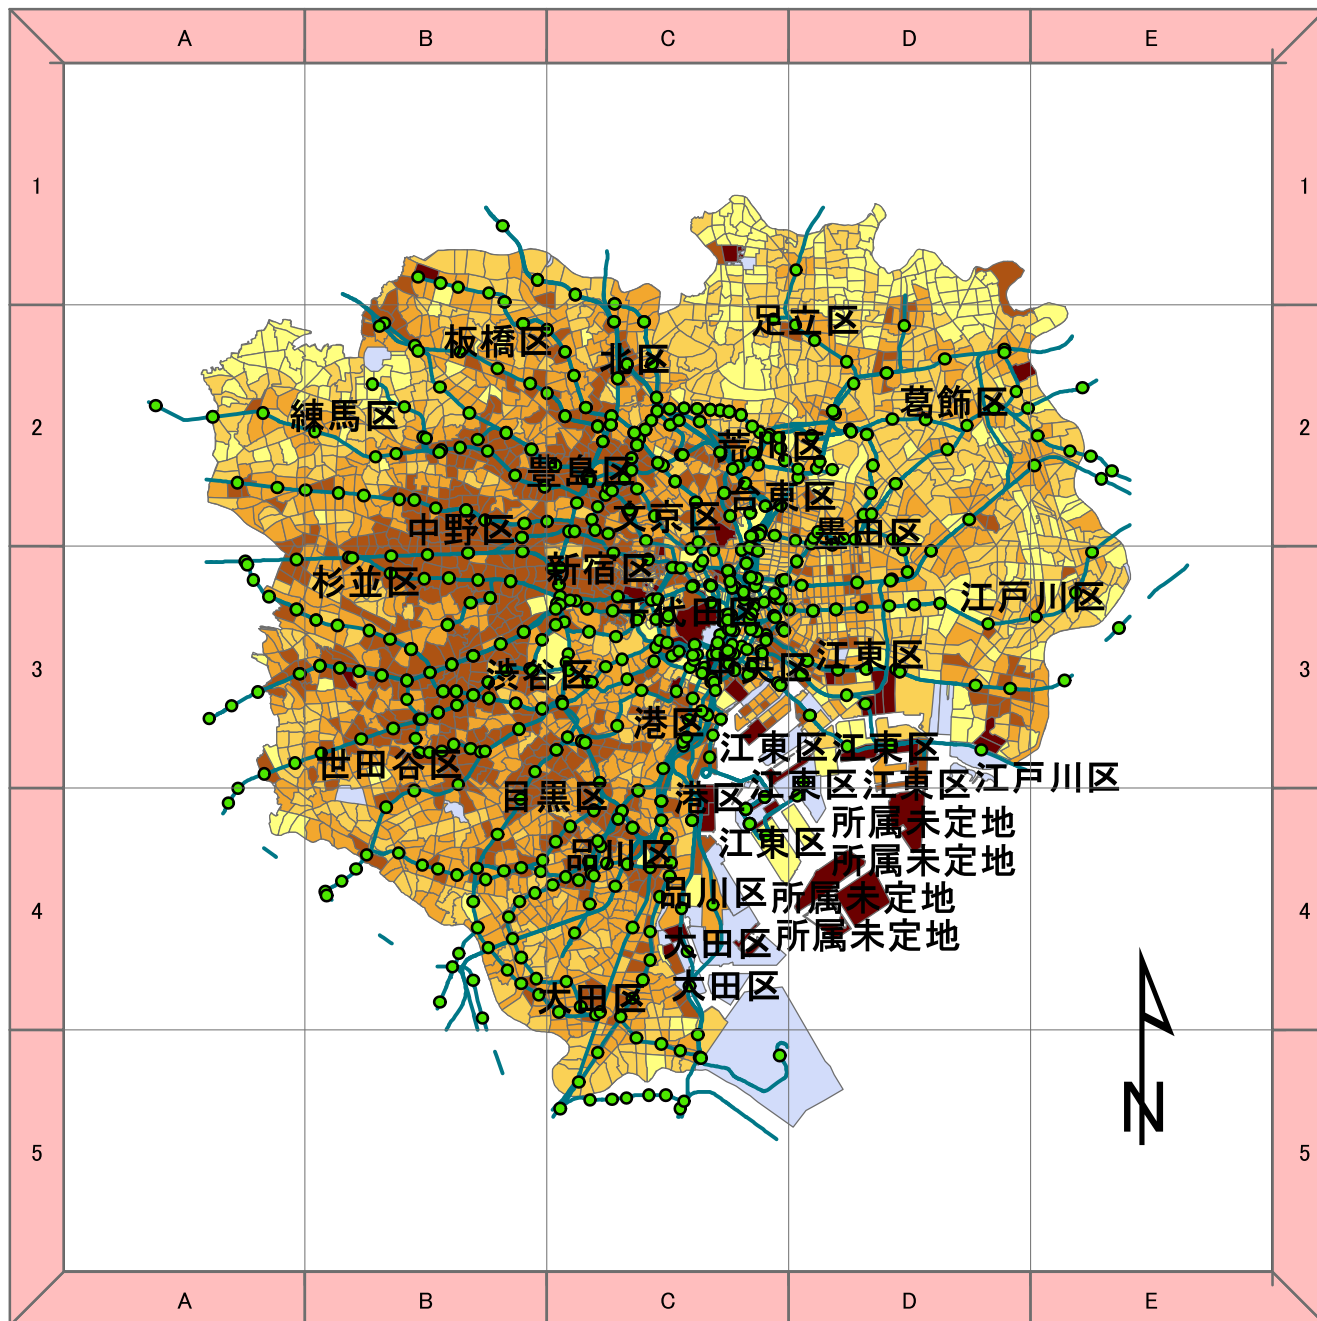 A B C D E
1 1
足立区
板橋区
北区
葛飾区
練馬区
2 2
荒川区
豊島区
台東区
文京区
中野区
墨田区
新宿区
杉並区
江戸川区
千代田区
江東区
3 3
中央区
渋谷区
港区
江東区 江東区
世田谷区
江戸川区
江東区 江東区
目黒区
港区
所属未定地
江東区
品川区
所属未定地
品川区
所属未定地
4 4
所属未定地
大田区
大田区
大田区
N
5 5
A B C D E